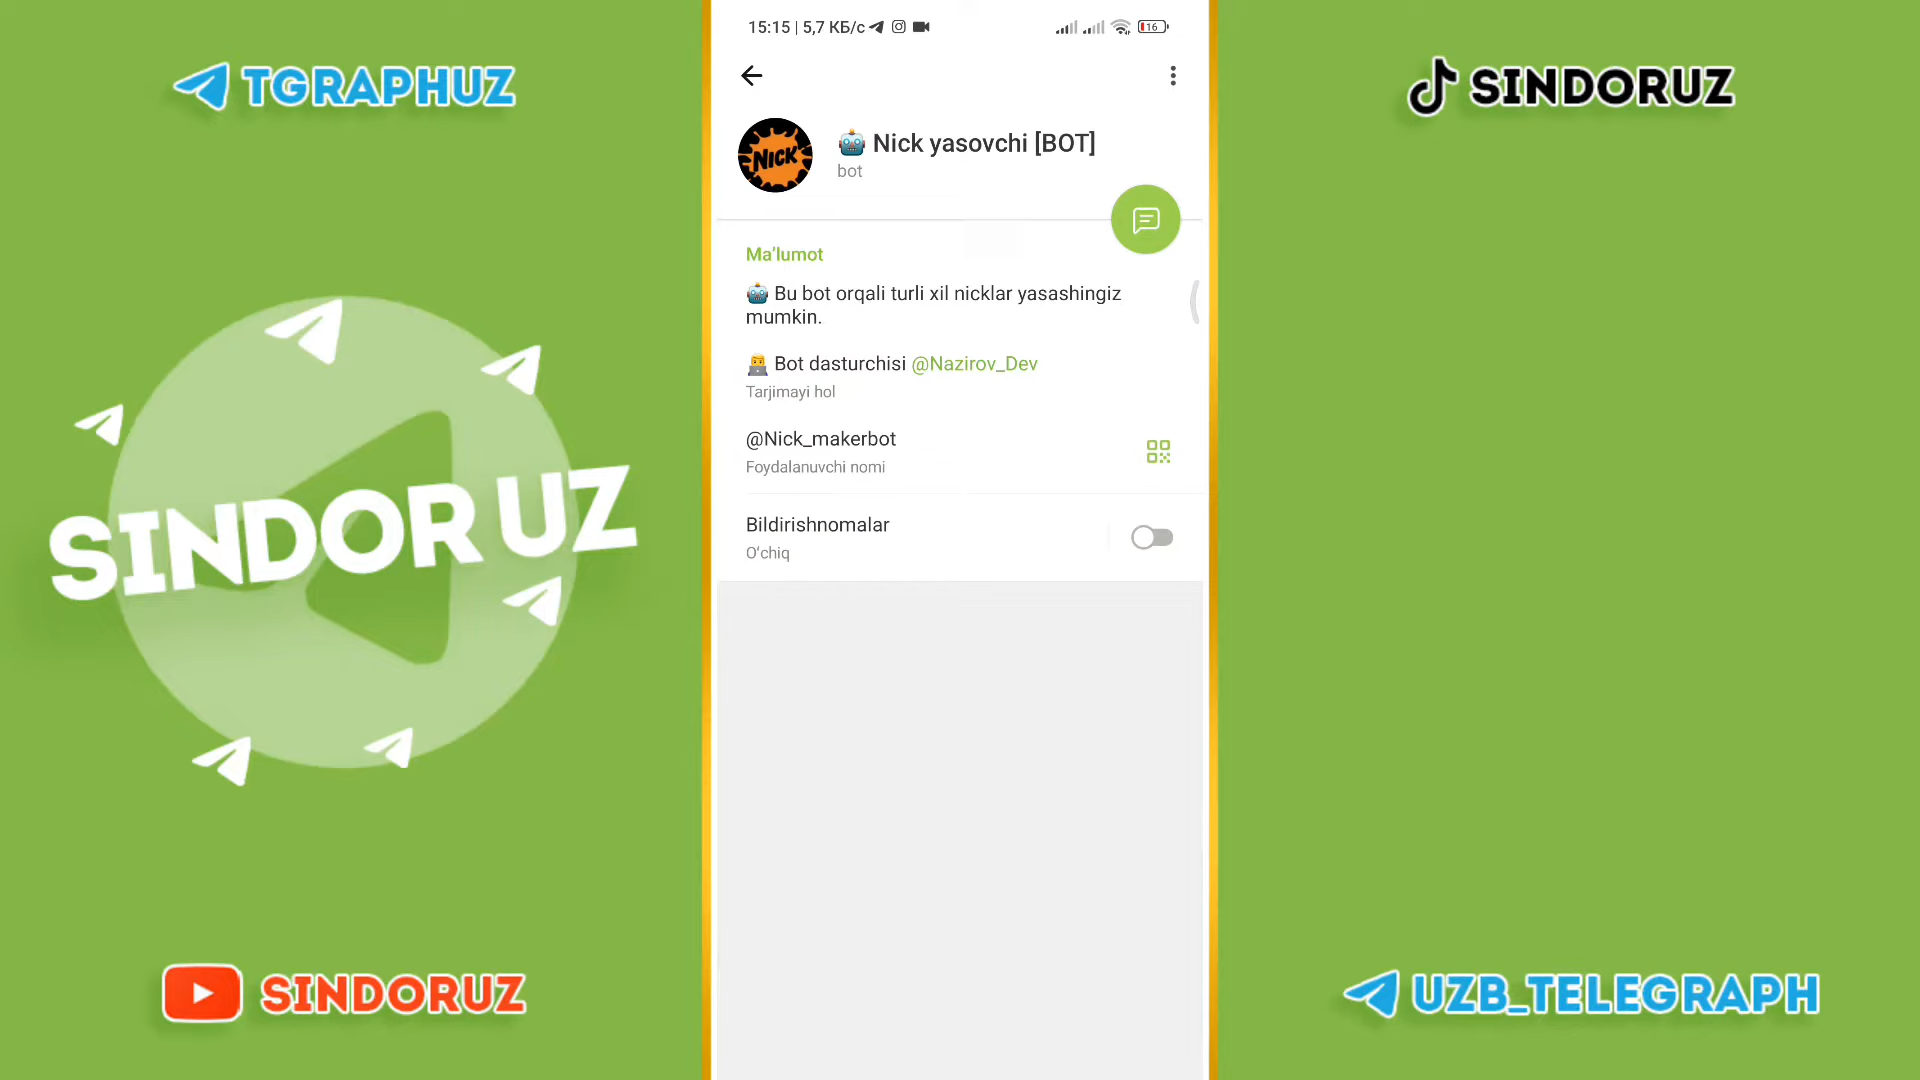 TGRAPHUZ
SINDORUZ
SINDOR UZ
SINDORUZ
UZB_TELEGRAPH
15:15 | 5,7 КБ/с
16
NICK
Nick yasovchi [BOT]
bot
Ma'lumot
Bu bot orqali turli xil nicklar yasashingiz
mumkin.
Bot dasturchisi @Nazirov_Dev
Tarjimayi hol
@Nick_makerbot
Foydalanuvchi nomi
Bildirishnomalar
O‘chiq